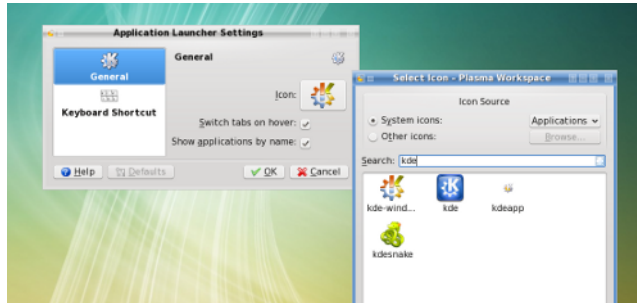 Application Launcher Settings
General
Keyboard Shortcut
General
Icon:
Switch tabs on hover:
Show applications by name:
Help
Defaults
OK
Cancel
Select Icon - Plasma Workspace
Icon Source
System icons:
Applications
Other icons:
Browse...
Search: kde
kde-wind...
kde
kdeapp
kdesnake